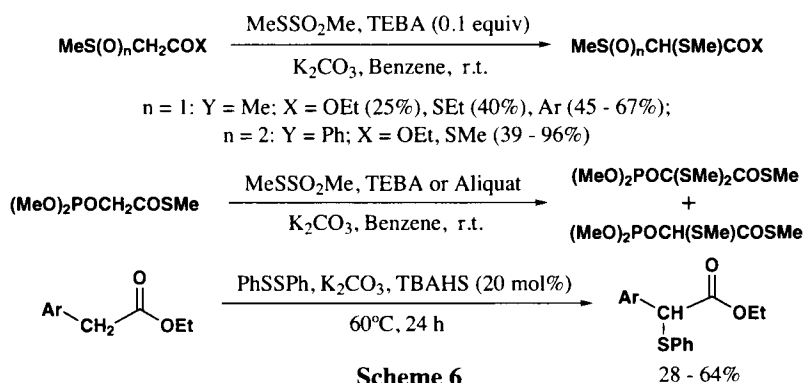 MeSSO₂Me, TEBA (0.1 equiv)
MeS(O)ₙCH₂COX MeS(O)ₙCH(SMe)COX
K₂CO₃, Benzene, r.t.
n = 1: Y = Me; X = OEt (25%), SEt (40%), Ar (45 - 67%);
n = 2: Y = Ph; X = OEt, SMe (39 - 96%)
MeSSO₂Me, TEBA or Aliquat
(MeO)₂POCH₂COSMe
K₂CO₃, Benzene, r.t.
(MeO)₂POC(SMe)₂COSMe
+
(MeO)₂POCH(SMe)COSMe
O
Ar CH₂ OEt
PhSSPh, K₂CO₃, TBAHS (20 mol%)
60°C, 24 h
O
Ar CH OEt
SPh
Scheme 6
28 - 64%